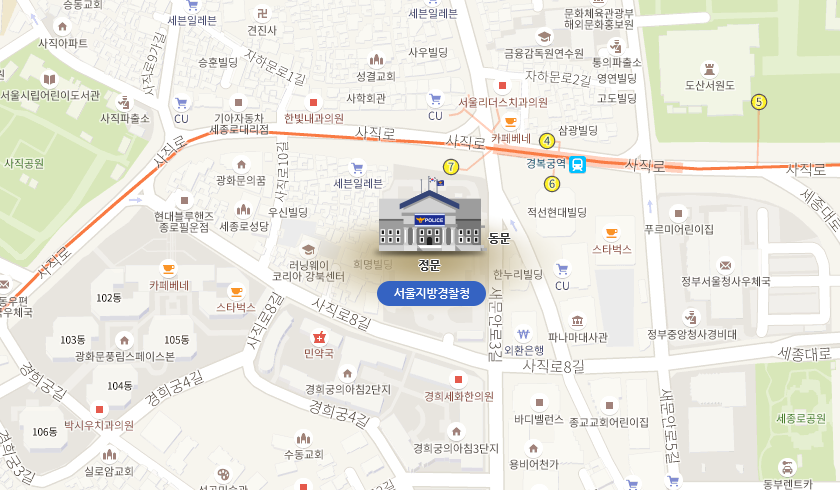 승동교회
세븐일레븐
견진사
세븐일레븐
문화체육관광부
해외문화홍보원
사직아파트
사직로9가길
승훈빌딩
자하문로1길
사우빌딩
성결교회
금융감독원연수원
통의파출소
자하문로2길
영연빌딩
도산서원도
서울시립어린이도서관
사직파출소
CU
기아자동차
세종로대리점
한빛내과의원
사학회관
CU
서울리더스치과의원
고도빌딩
카페베네
삼광빌딩
5
4
사직로
사직로
사직로
사직로
사직로
사직공원
사직로10길
광화문의꿈
세븐일레븐
7
경복궁역
6
현대블루핸즈
종로필운점
세종로성당
우신빌딩
POLICE
동문
정문
서울지방경찰청
적선현대빌딩
스타벅스
푸르미어린이집
세종대로
러닝웨이
코리아 강북센터
희명빌딩
한누리빌딩
CU
정부서울청사우체국
사직로
카페베네
스타벅스
102동
103동
105동
광화문풍림스페이스본
104동
106동
사직로8길
사직로8길
새문안로3길
외환은행
파나마대사관
정부중앙청사경비대
세종대로
사직로8길
민약국
경희궁의아침2단지
경희세화한의원
경희궁길
경희궁4길
경희궁4길
경희궁3길
박시우치과의원
실로암교회
수동교회
경희궁의아침3단지
바디밸런스
종교교회어린이집
용비어천가
새문안로5길
세종로공원
동부렌트카